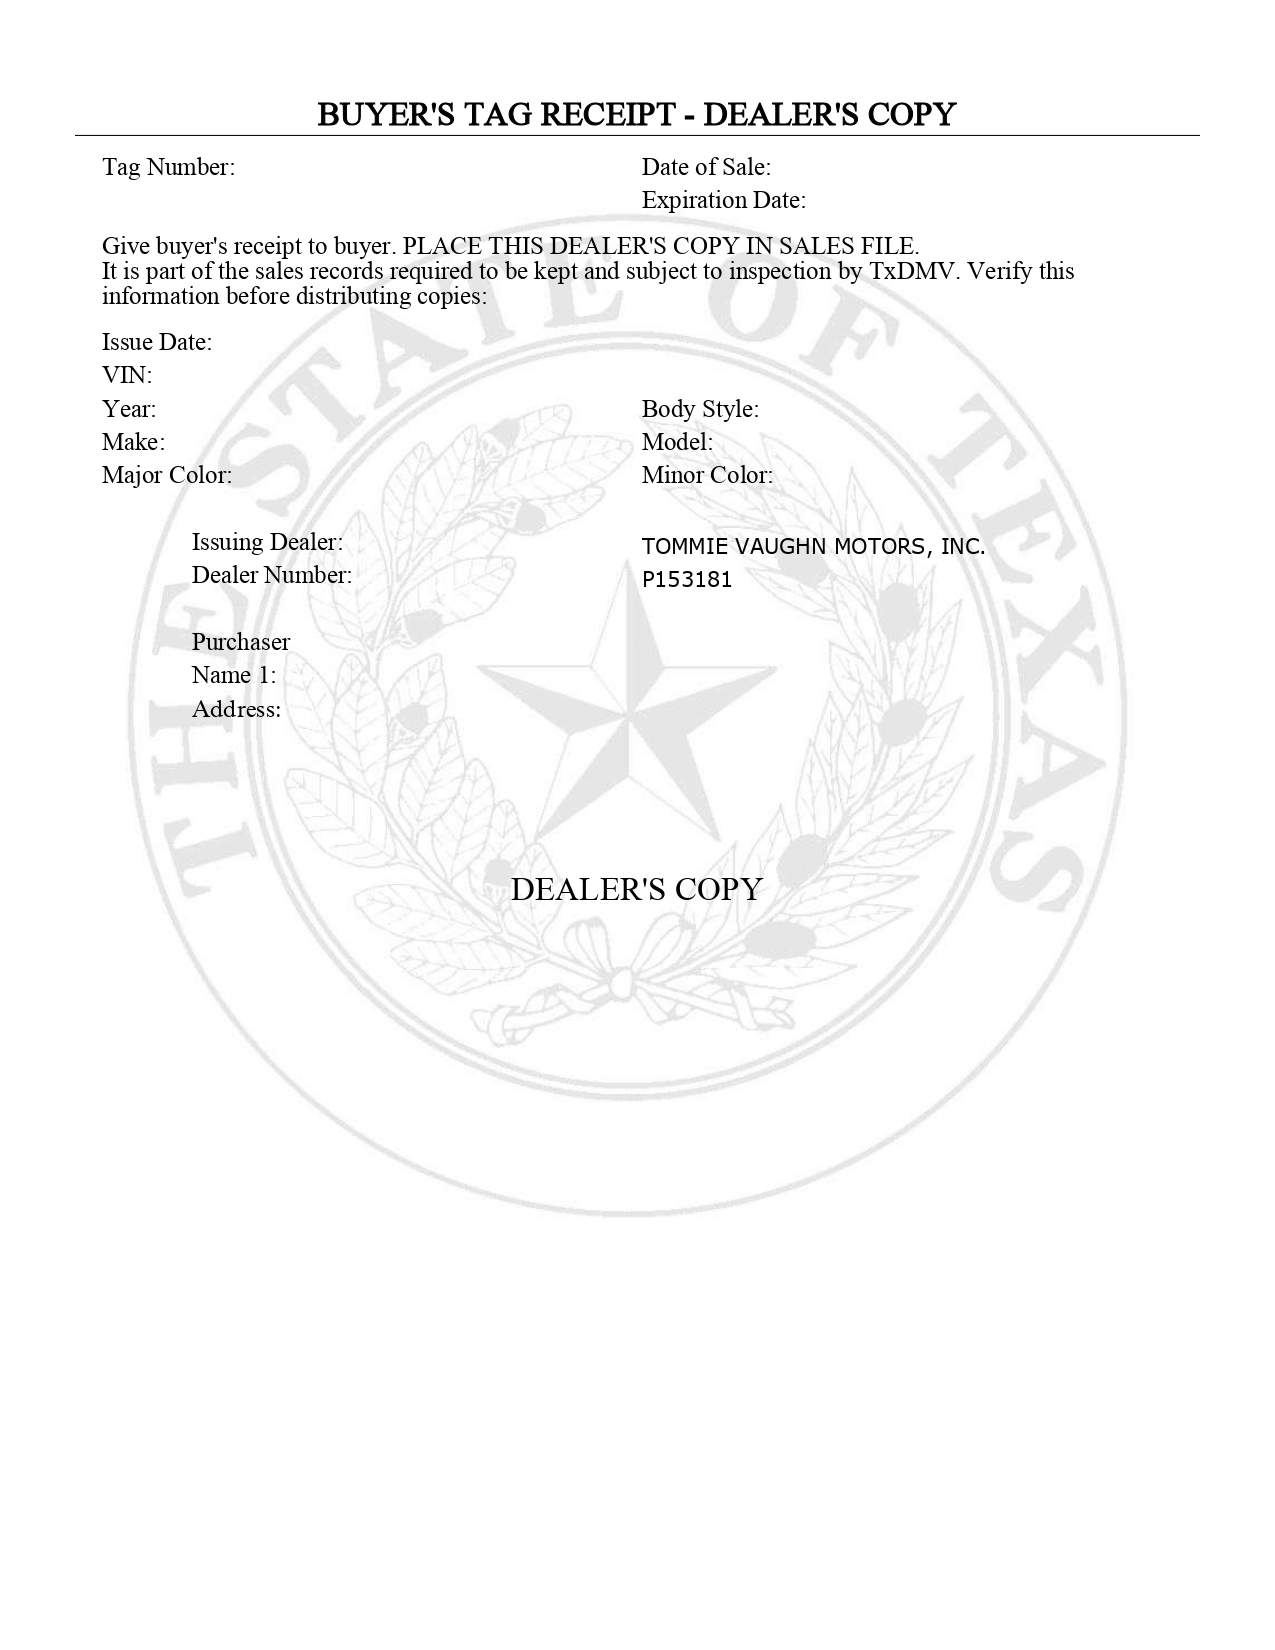 BUYER'S TAG RECEIPT - DEALER'S COPY
Tag Number: Date of Sale:
Expiration Date:
Give buyer's receipt to buyer. PLACE THIS DEALER'S COPY IN SALES FILE.
It is part of the sales records required to be kept and subject to inspection by TxDMV. Verify this
information before distributing copies:
Issue Date:
VIN:
Year: Body Style:
Make: Model:
Major Color: Minor Color:
Issuing Dealer: TOMMIE VAUGHN MOTORS, INC.
Dealer Number: P153181
Purchaser
Name 1:
Address:
DEALER'S COPY
THE STATE OF TEXAS